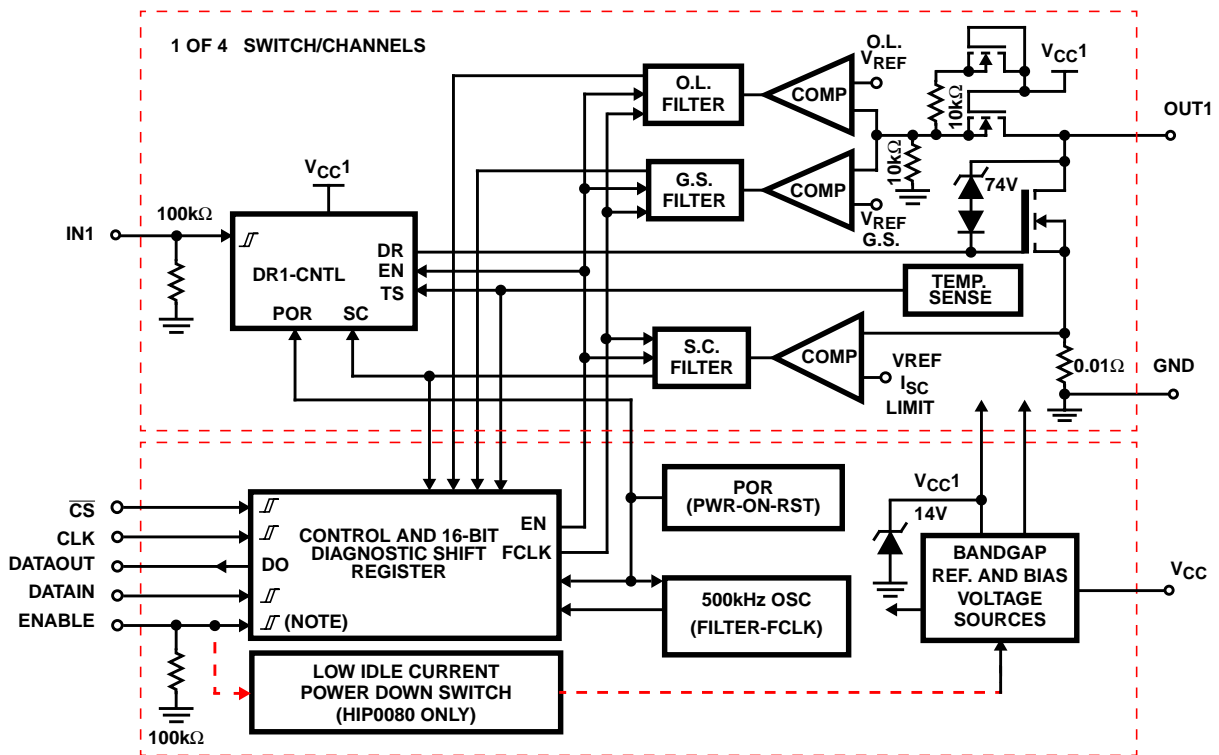 1 OF 4 SWITCH/CHANNELS
O.L.
VREF
VCC1
OUT1
O.L.
FILTER
COMP
10kΩ
10kΩ
G.S.
FILTER
COMP
VREF
G.S.
74V
VCC1
100kΩ
IN1
DR
EN
TS
DR1-CNTL
POR
SC
TEMP.
SENSE
S.C.
FILTER
COMP
VREF
ISC
LIMIT
0.01Ω
GND
CS
CLK
DATAOUT
DATAIN
ENABLE
CONTROL AND 16-BIT
DIAGNOSTIC SHIFT
REGISTER
EN
FCLK
DO
(NOTE)
POR
(PWR-ON-RST)
500kHz OSC
(FILTER-FCLK)
VCC1
14V
BANDGAP
REF. AND BIAS
VOLTAGE
SOURCES
VCC
LOW IDLE CURRENT
POWER DOWN SWITCH
(HIP0080 ONLY)
100kΩ